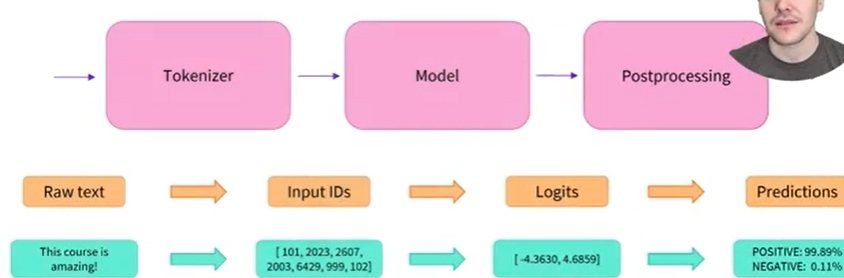 Tokenizer
Model
Postprocessing
Raw text
Input IDs
Logits
Predictions
This course is
amazing!
[ 101, 2023, 2607,
2003, 6429, 999, 102]
[ -4.3630, 4.6859]
POSITIVE: 99.89%
NEGATIVE: 0.11%